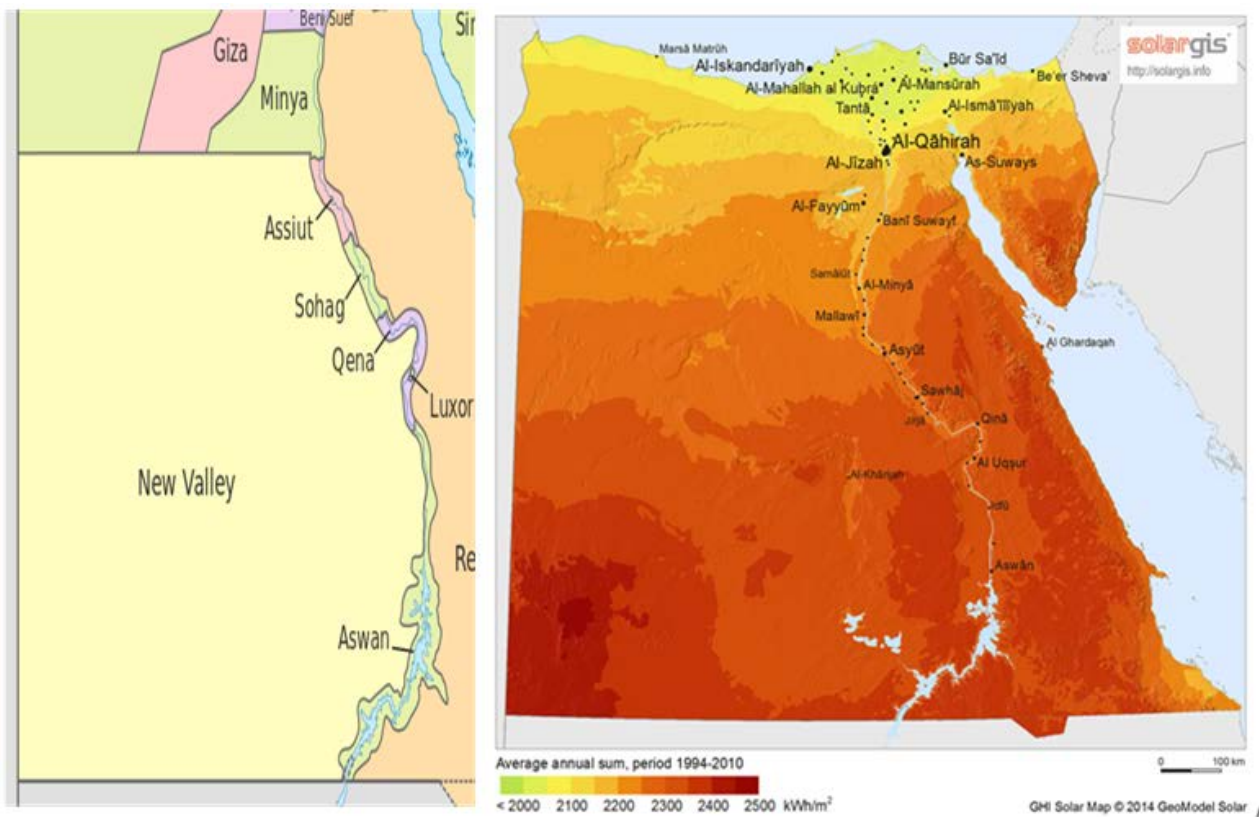 Beni Suef
Sin
Giza
Minya
Assiut
Sohag
Qena
Luxor
New Valley
Re
Aswan
solargis
http://solargis.info
Marsá Matrūh
Al-Iskandarīyah
Būr Sa'īd
Be'er Sheva'
Al-Mahallah al Kubrá
Al-Mansūrah
Tantā
Al-Ismā'īlīyah
Al-Qāhirah
Al-Jīzah
As-Suways
Al-Fayyūm
Banī Suwayf
Samālūt
Al-Minyā
Mallawī
Al Ghardaqah
Asyūt
Sawhāj
Jirjā
Qinā
Al Uqşur
Al-Khārijah
Idfū
Aswān
Average annual sum, period 1994-2010
0 100 km
< 2000 2100 2200 2300 2400 2500 kWh/m²
GHI Solar Map © 2014 GeoModel Solar